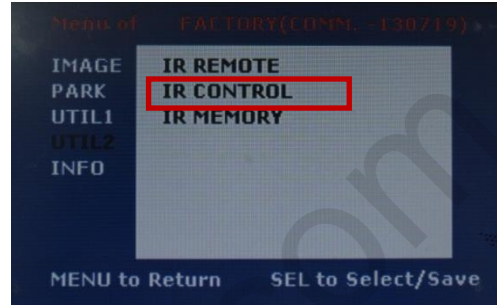 Menu of FACTORY(COMM. -130719)
IMAGE IR REMOTE
PARK IR CONTROL
UTIL1 IR MEMORY
UTIL2
INFO
MENU to Return SEL to Select/Save